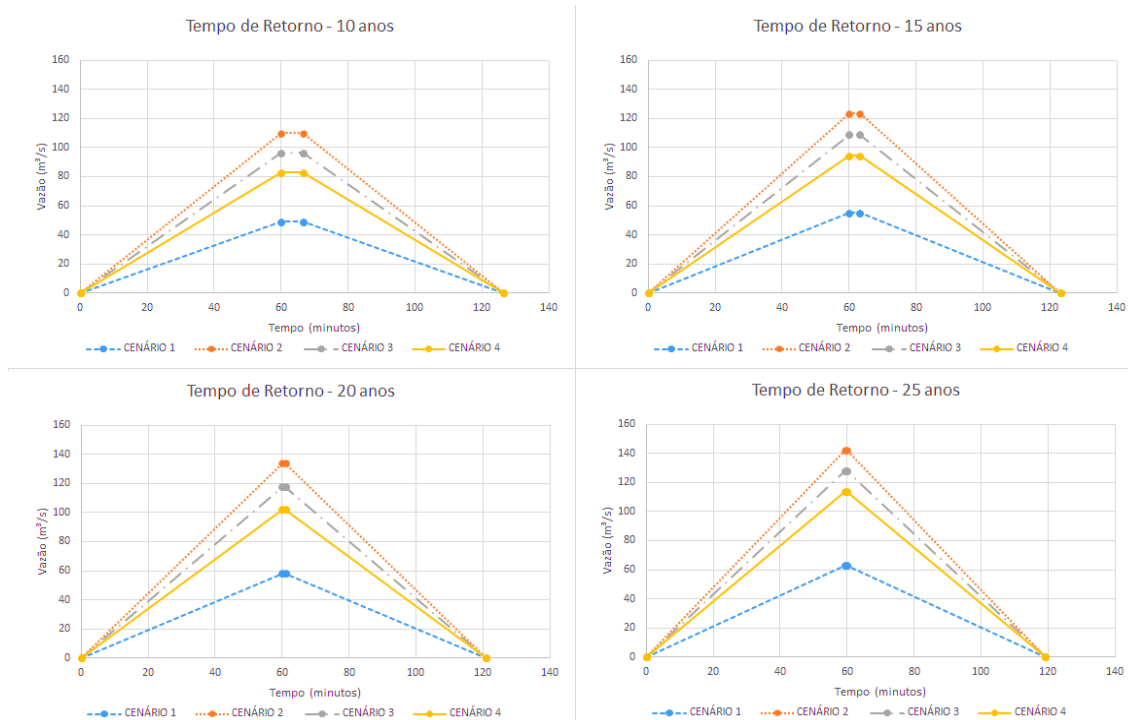 Tempo de Retorno - 10 anos
160
140
120
100
80
60
40
20
0
Vazão (m³/s)
0 20 40 60 80 100 120 140
Tempo (minutos)
CENÁRIO 1 CENÁRIO 2 CENÁRIO 3 CENÁRIO 4
Tempo de Retorno - 15 anos
160
140
120
100
80
60
40
20
0
Vazão (m³/s)
0 20 40 60 80 100 120 140
Tempo (minutos)
CENÁRIO 1 CENÁRIO 2 CENÁRIO 3 CENÁRIO 4
Tempo de Retorno - 20 anos
160
140
120
100
80
60
40
20
0
Vazão (m³/s)
0 20 40 60 80 100 120 140
Tempo (minutos)
CENÁRIO 1 CENÁRIO 2 CENÁRIO 3 CENÁRIO 4
Tempo de Retorno - 25 anos
160
140
120
100
80
60
40
20
0
Vazão (m³/s)
0 20 40 60 80 100 120 140
Tempo (minutos)
CENÁRIO 1 CENÁRIO 2 CENÁRIO 3 CENÁRIO 4